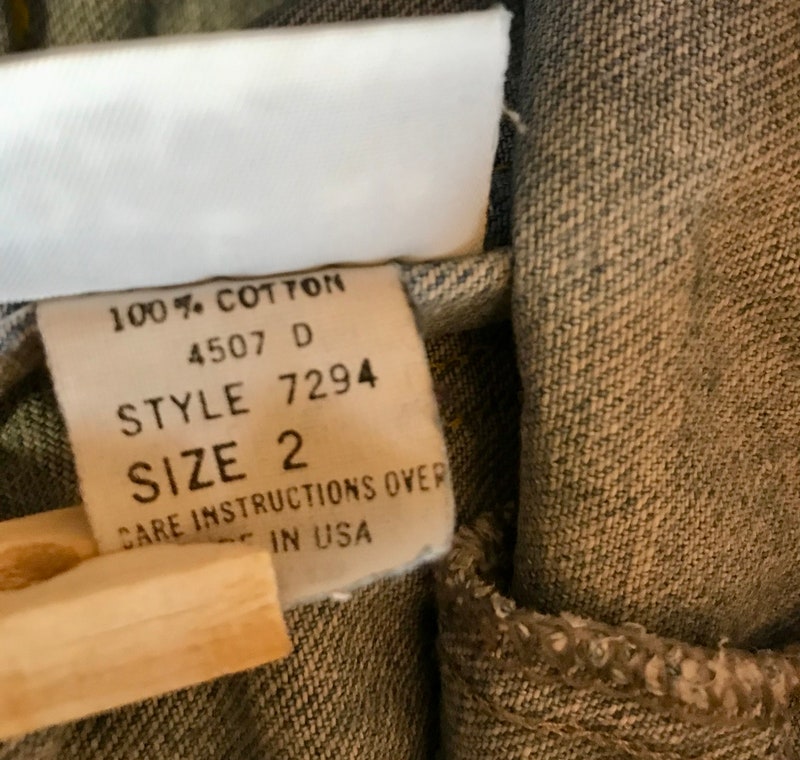 100% COTTON
4507 D
STYLE 7294
SIZE 2
CARE INSTRUCTIONS OVER
IN USA